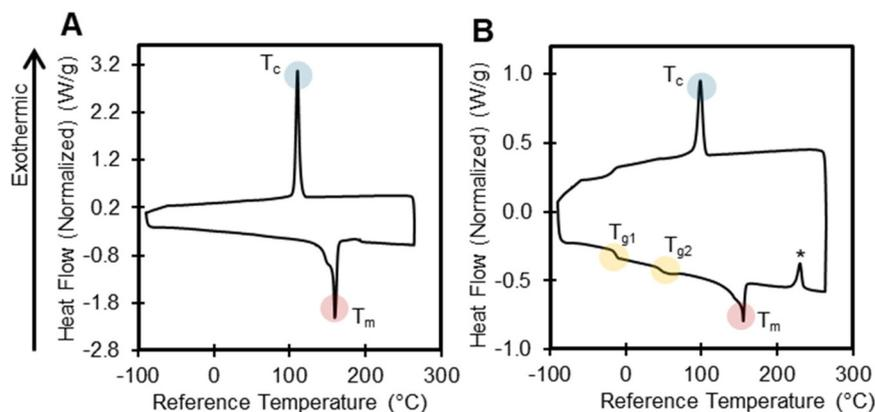 A
Exothermic
Heat Flow (Normalized) (W/g)
3.2
2.2
1.2
0.2
-0.8
-1.8
-2.8
Tc
Tm
-100 0 100 200 300
Reference Temperature (°C)
B
Heat Flow (Normalized) (W/g)
1.0
0.5
0.0
-0.5
-1.0
Tc
Tg1
Tg2
*
Tm
-100 0 100 200 300
Reference Temperature (°C)